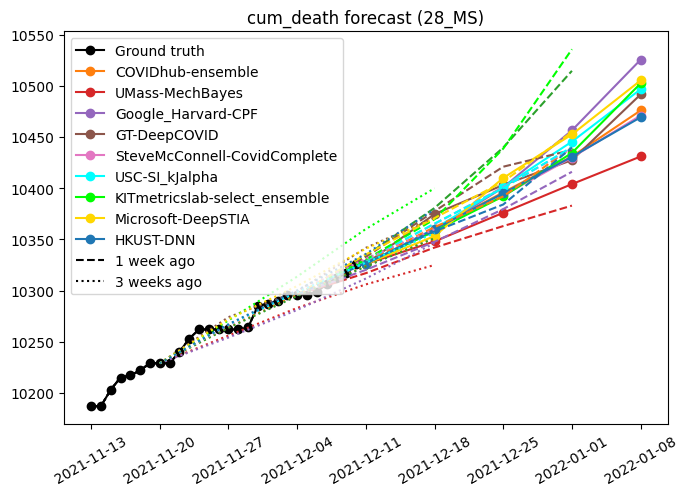 cum_death forecast (28_MS)
10550
10500
10450
10400
10350
10300
10250
10200
Ground truth
COVIDhub-ensemble
UMass-MechBayes
Google_Harvard-CPF
GT-DeepCOVID
SteveMcConnell-CovidComplete
USC-SI_kJalpha
KITmetricslab-select_ensemble
Microsoft-DeepSTIA
HKUST-DNN
1 week ago
3 weeks ago
2021-11-13
2021-11-20
2021-11-27
2021-12-04
2021-12-11
2021-12-18
2021-12-25
2022-01-01
2022-01-08